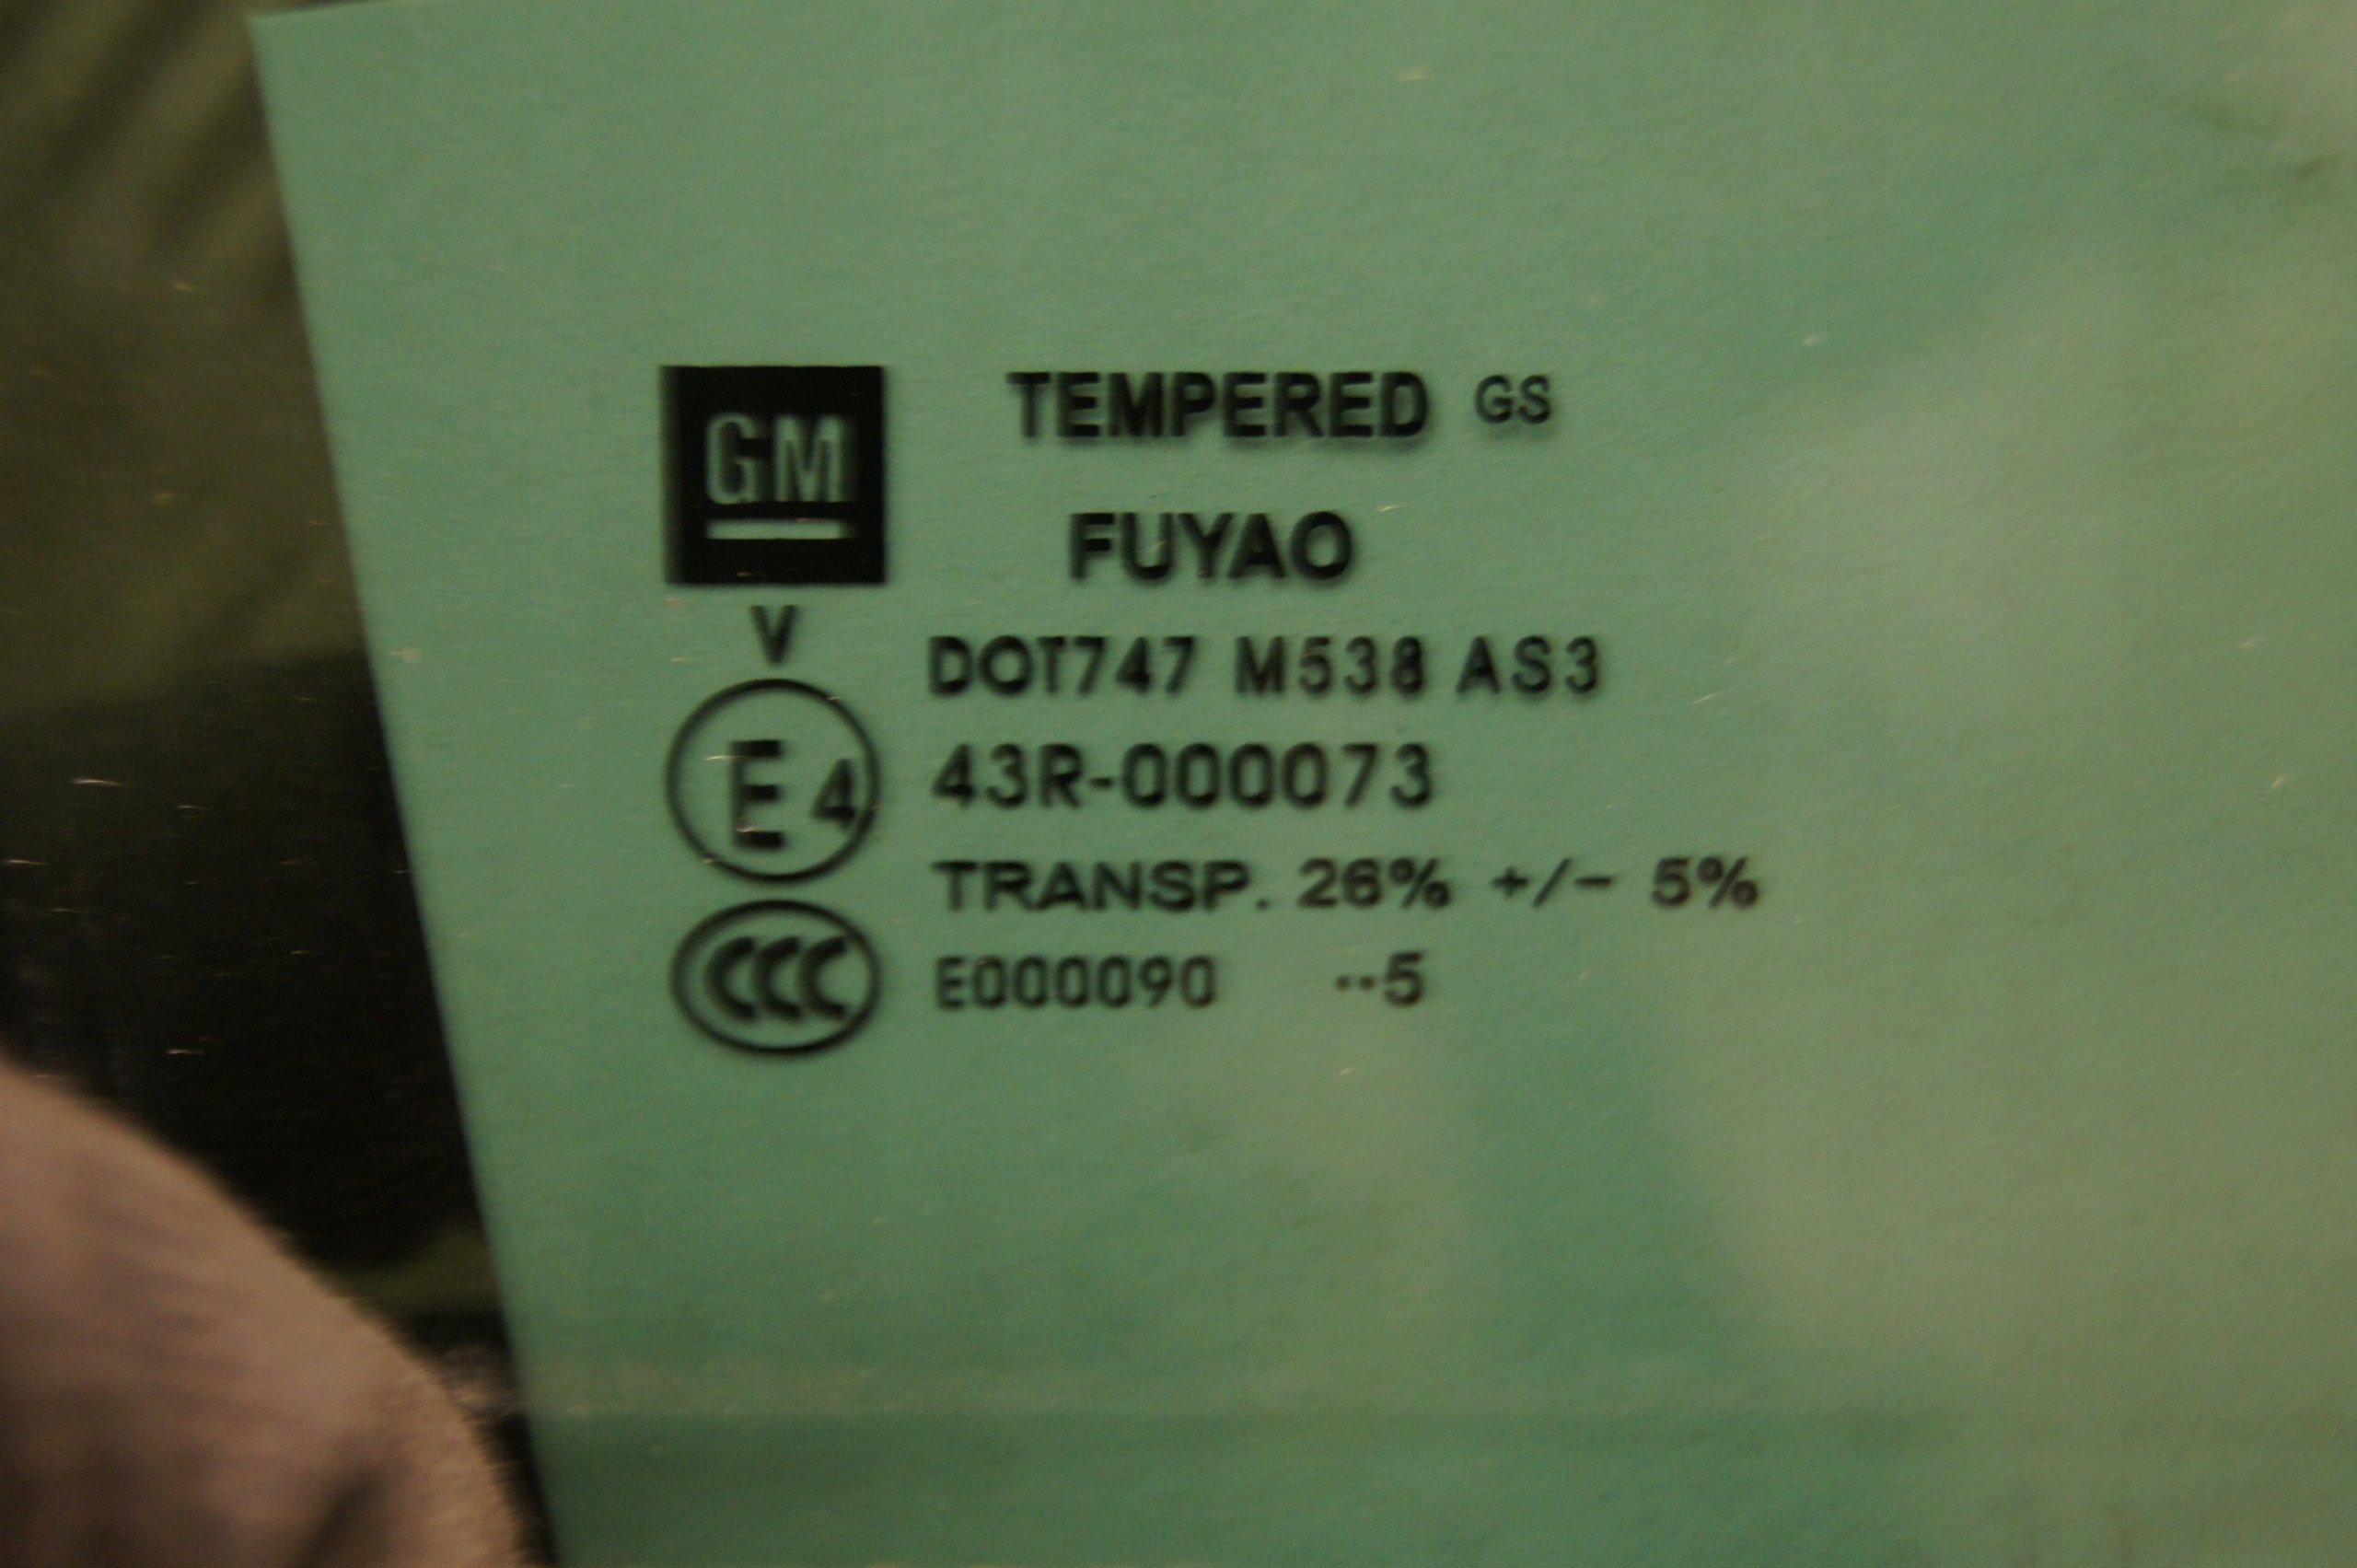 GM
TEMPERED GS
FUYAO
V
DOT747 M538 AS3
E4
43R-000073
TRANSP. 26% +/- 5%
CCC
E000090 ··5